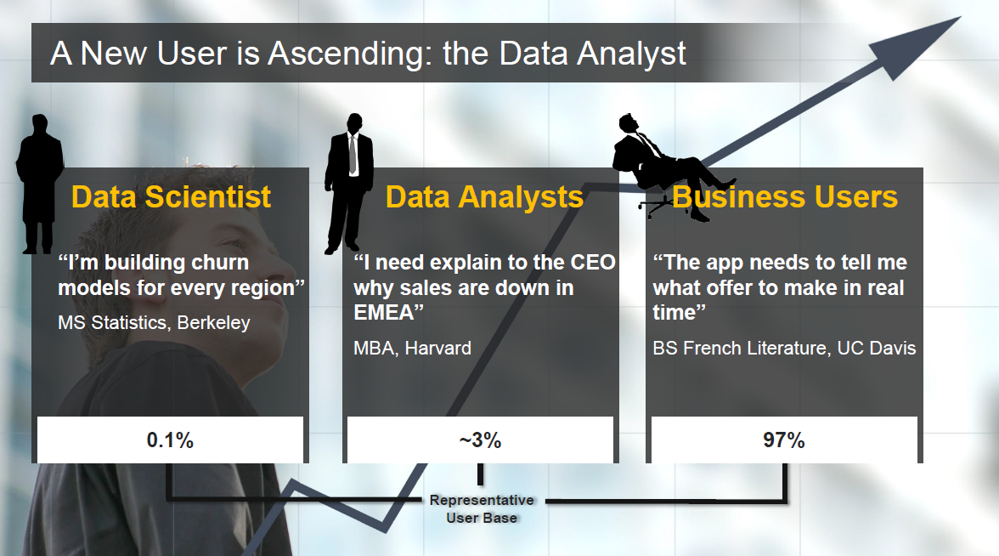 A New User is Ascending: the Data Analyst
Data Scientist
“I’m building churn
models for every region”
MS Statistics, Berkeley
0.1%
Data Analysts
“I need explain to the CEO
why sales are down in
EMEA”
MBA, Harvard
~3%
Business Users
“The app needs to tell me
what offer to make in real
time”
BS French Literature, UC Davis
97%
Representative
User Base